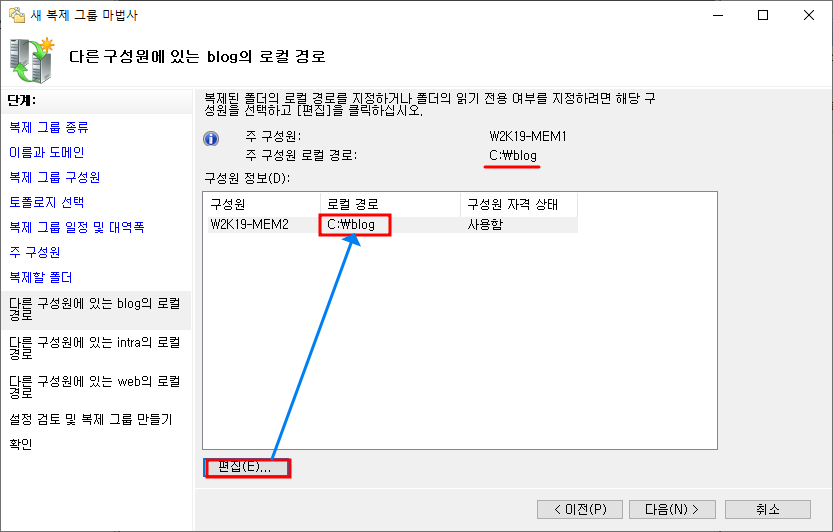 새 복제 그룹 마법사
다른 구성원에 있는 blog의 로컬 경로
단계:
복제 그룹 종류
이름과 도메인
복제 그룹 구성원
토폴로지 선택
복제 그룹 일정 및 대역폭
주 구성원
복제할 폴더
다른 구성원에 있는 blog의 로컬
경로
다른 구성원에 있는 intra의 로컬
경로
다른 구성원에 있는 web의 로컬
경로
설정 검토 및 복제 그룹 만들기
확인
복제된 폴더의 로컬 경로를 지정하거나 폴더의 읽기 전용 여부를 지정하려면 해당 구
성원을 선택하고 [편집]을 클릭하십시오.
주 구성원: W2K19-MEM1
주 구성원 로컬 경로: C:₩blog
구성원 정보(D):
구성원 로컬 경로 구성원 자격 상태
W2K19-MEM2 C:₩blog 사용함
편집(E)...
< 이전(P) 다음(N) > 취소